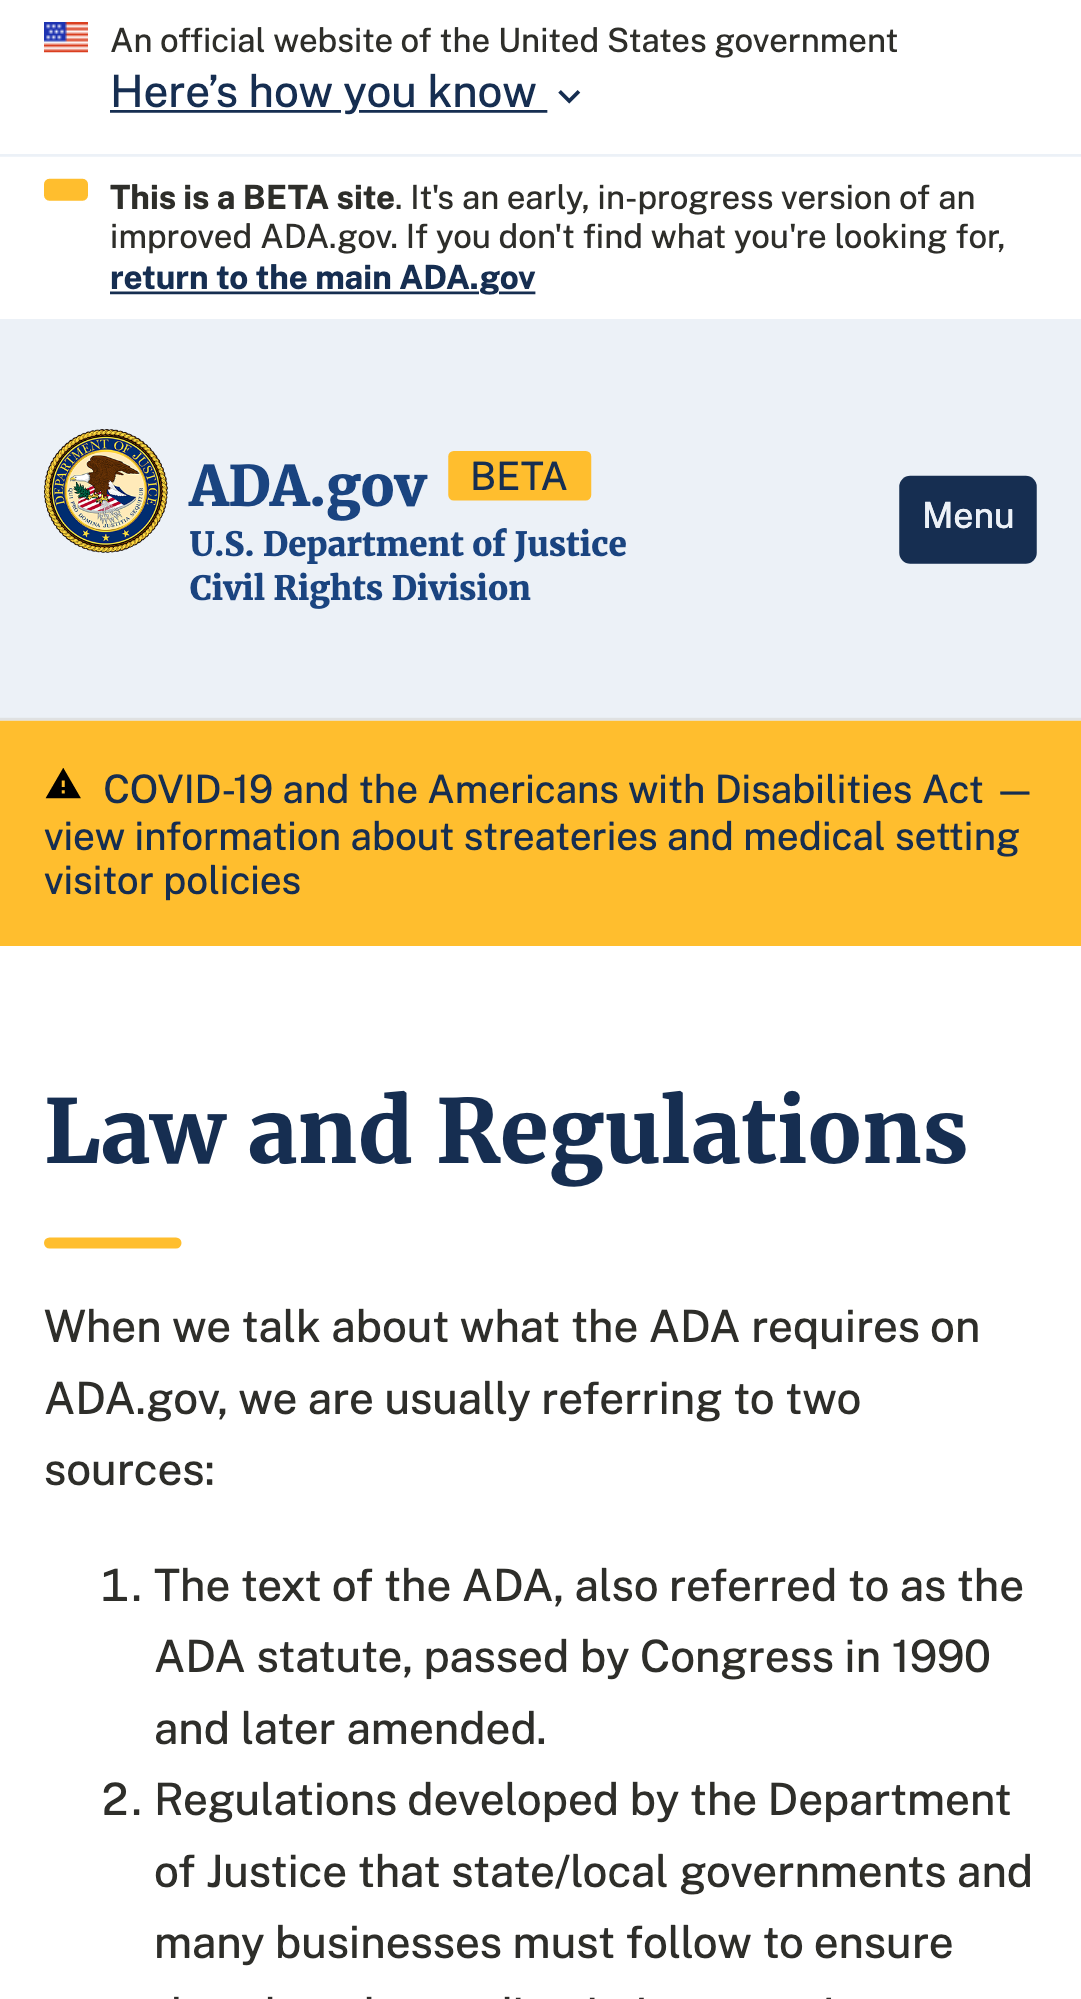 An official website of the United States government
Here’s how you know
This is a BETA site. It's an early, in-progress version of an
improved ADA.gov. If you don't find what you're looking for,
return to the main ADA.gov
DEPARTMENT OF JUSTICE
ADA.gov BETA
U.S. Department of Justice
Civil Rights Division
Menu
COVID-19 and the Americans with Disabilities Act —
view information about streateries and medical setting
visitor policies
Law and Regulations
When we talk about what the ADA requires on
ADA.gov, we are usually referring to two
sources:
1. The text of the ADA, also referred to as the
ADA statute, passed by Congress in 1990
and later amended.
2. Regulations developed by the Department
of Justice that state/local governments and
many businesses must follow to ensure